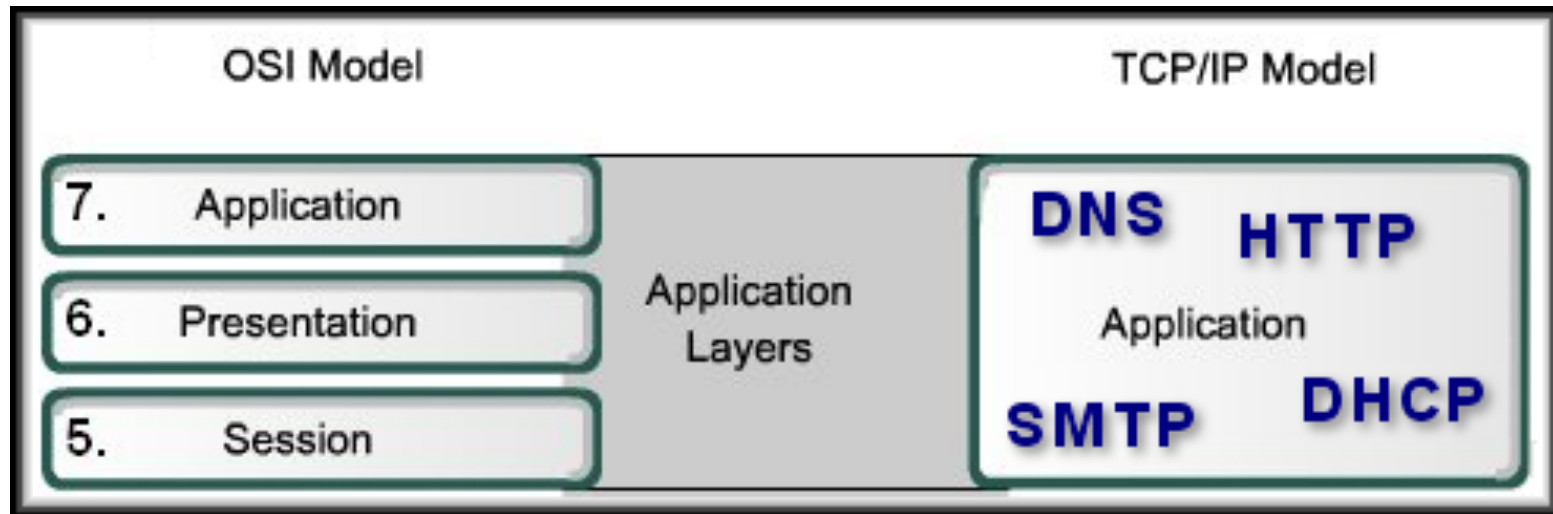 OSI Model
TCP/IP Model
7. Application
6. Presentation
5. Session
Application
Layers
DNS
HTTP
Application
SMTP
DHCP